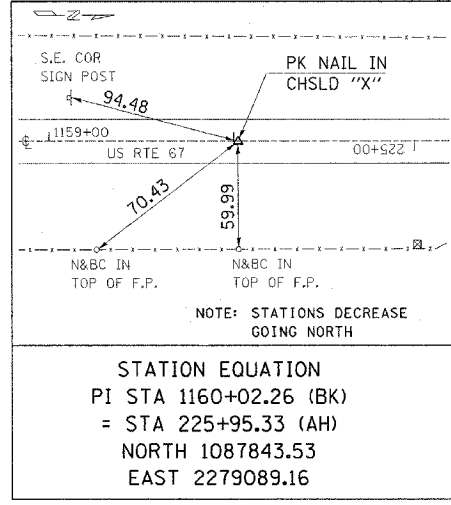 N
S.E. COR
SIGN POST
PK NAIL IN
CHSLD "X"
94.48
1159+00
US RTE 67
225+00
70.43
59.99
N&BC IN
TOP OF F.P.
N&BC IN
TOP OF F.P.
NOTE: STATIONS DECREASE
GOING NORTH
STATION EQUATION
PI STA 1160+02.26 (BK)
= STA 225+95.33 (AH)
NORTH 1087843.53
EAST 2279089.16